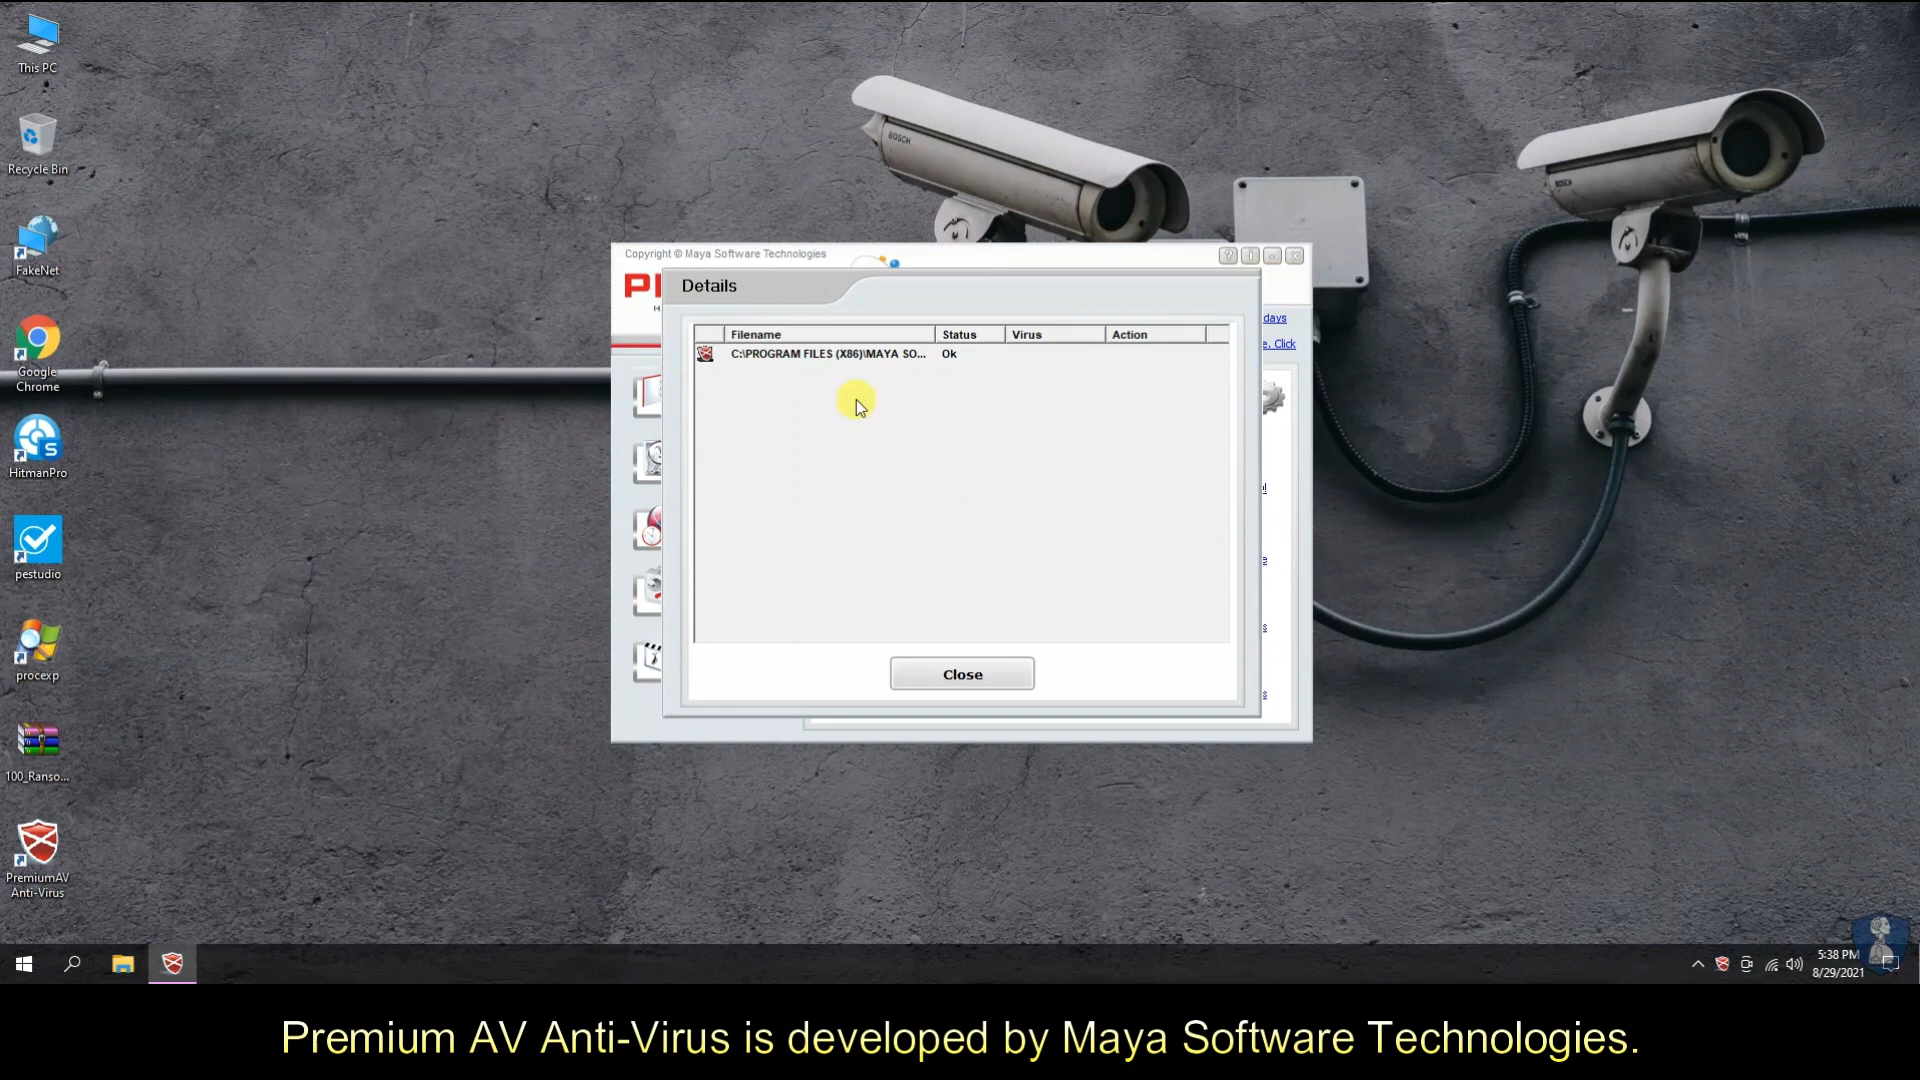 This PC
Recycle Bin
FakeNet
Google
Chrome
HitmanPro
pestudio
procexp
100_Ranso...
PremiumAV
Anti-Virus
BOSCH
BOSCH
Copyright © Maya Software Technologies
Details
days
e. Click
Filename Status Virus Action
C:\PROGRAM FILES (X86)\MAYA SO... Ok
Close
5:38 PM
8/29/2021
Premium AV Anti-Virus is developed by Maya Software Technologies.